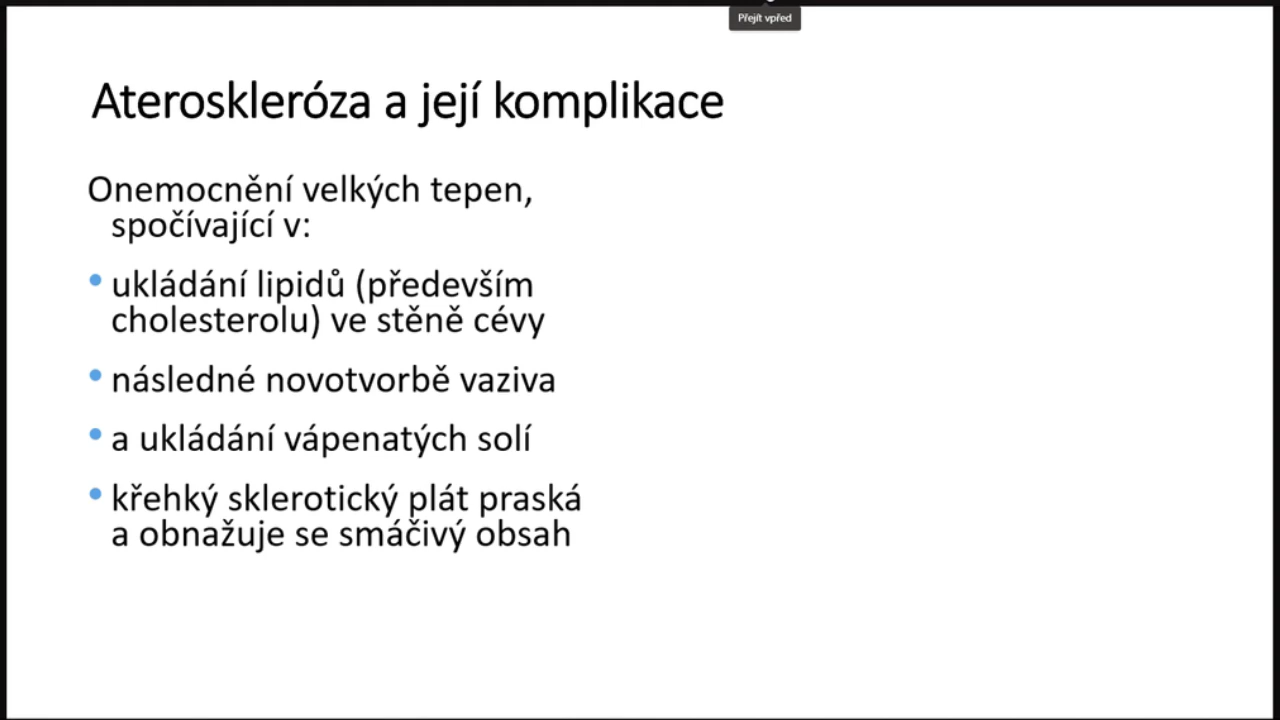 Přejít vpřed
Ateroskleróza a její komplikace
Onemocnění velkých tepen,
spočívající v:
• ukládání lipidů (především
cholesterolu) ve stěně cévy
• následné novotvorbě vaziva
• a ukládání vápenatých solí
• křehký sklerotický plát praská
a obnažuje se smáčivý obsah